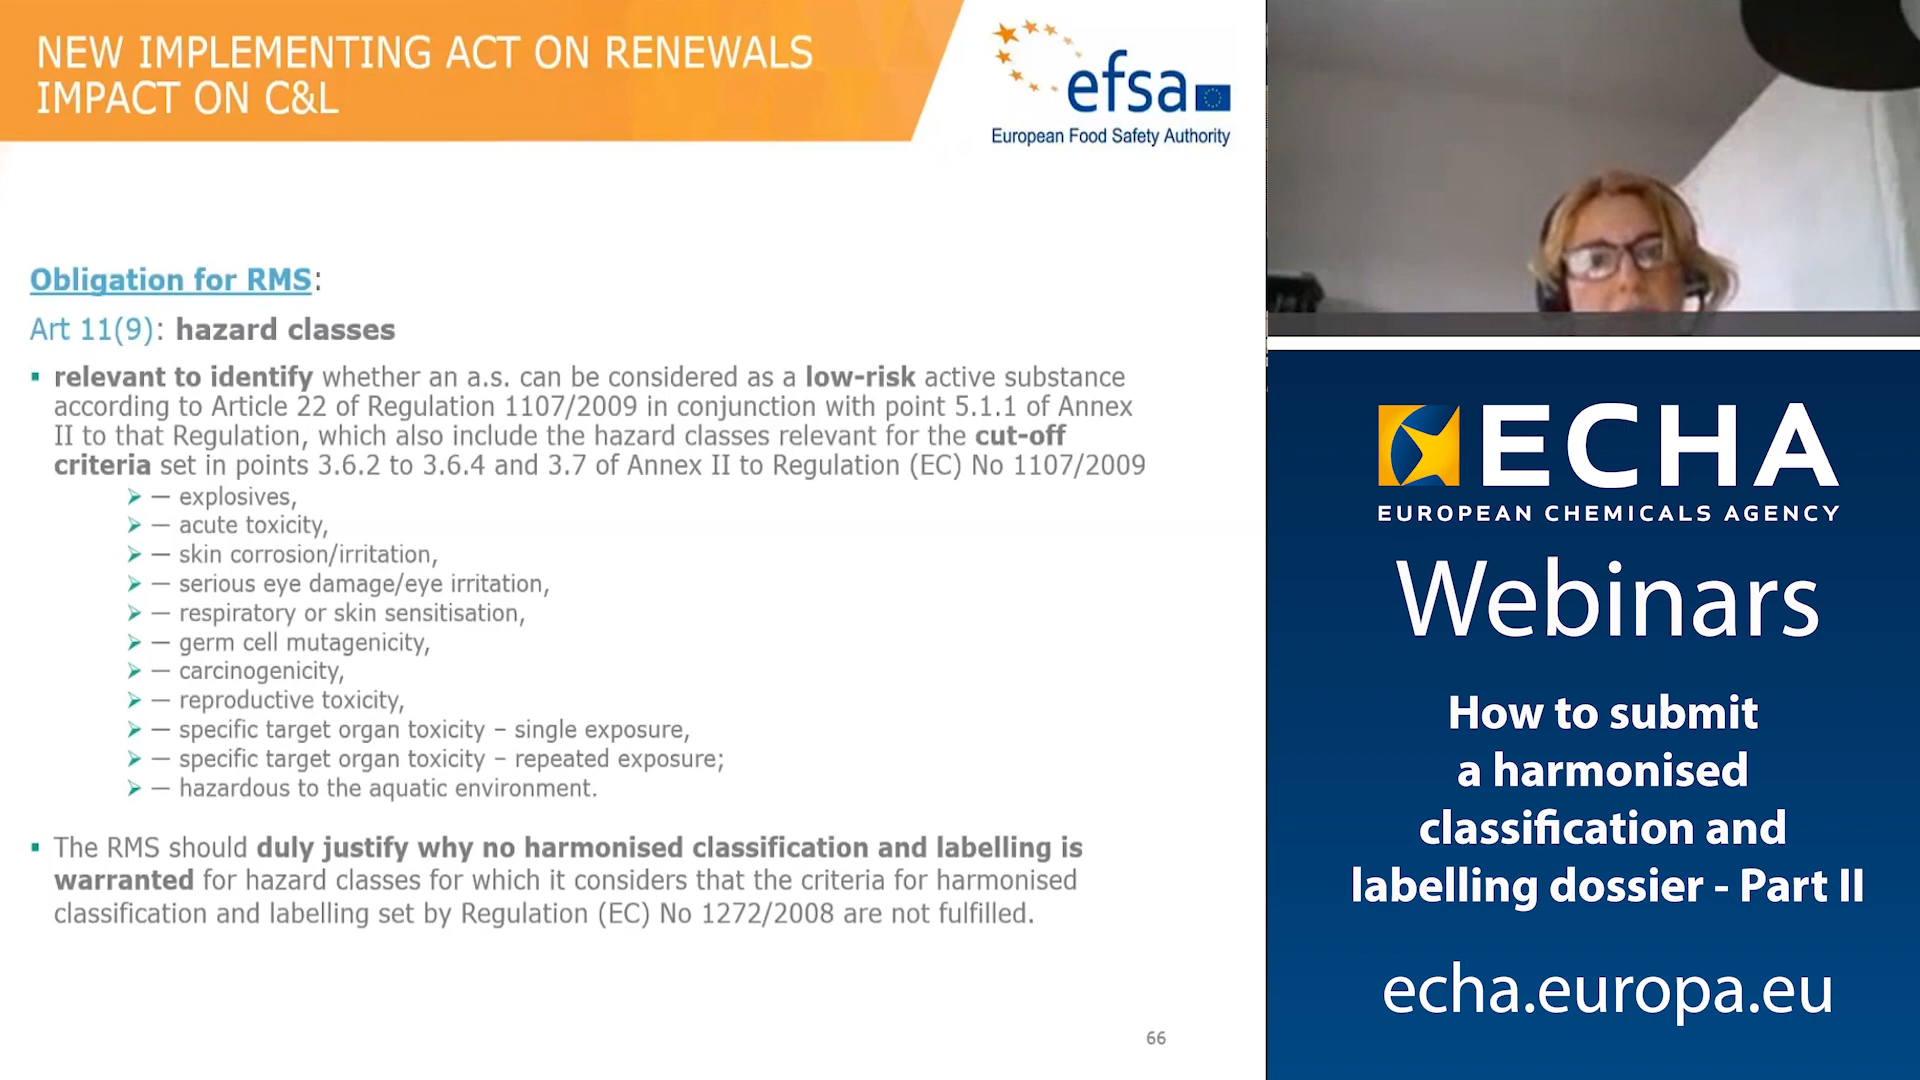 NEW IMPLEMENTING ACT ON RENEWALS
IMPACT ON C&L
efsa
European Food Safety Authority
Obligation for RMS:
Art 11(9): hazard classes
▪ relevant to identify whether an a.s. can be considered as a low-risk active substance
according to Article 22 of Regulation 1107/2009 in conjunction with point 5.1.1 of Annex
II to that Regulation, which also include the hazard classes relevant for the cut-off
criteria set in points 3.6.2 to 3.6.4 and 3.7 of Annex II to Regulation (EC) No 1107/2009
➢ — explosives,
➢ — acute toxicity,
➢ — skin corrosion/irritation,
➢ — serious eye damage/eye irritation,
➢ — respiratory or skin sensitisation,
➢ — germ cell mutagenicity,
➢ — carcinogenicity,
➢ — reproductive toxicity,
➢ — specific target organ toxicity – single exposure,
➢ — specific target organ toxicity – repeated exposure;
➢ — hazardous to the aquatic environment.
▪ The RMS should duly justify why no harmonised classification and labelling is
warranted for hazard classes for which it considers that the criteria for harmonised
classification and labelling set by Regulation (EC) No 1272/2008 are not fulfilled.
66
ECHA
EUROPEAN CHEMICALS AGENCY
Webinars
How to submit
a harmonised
classification and
labelling dossier - Part II
echa.europa.eu